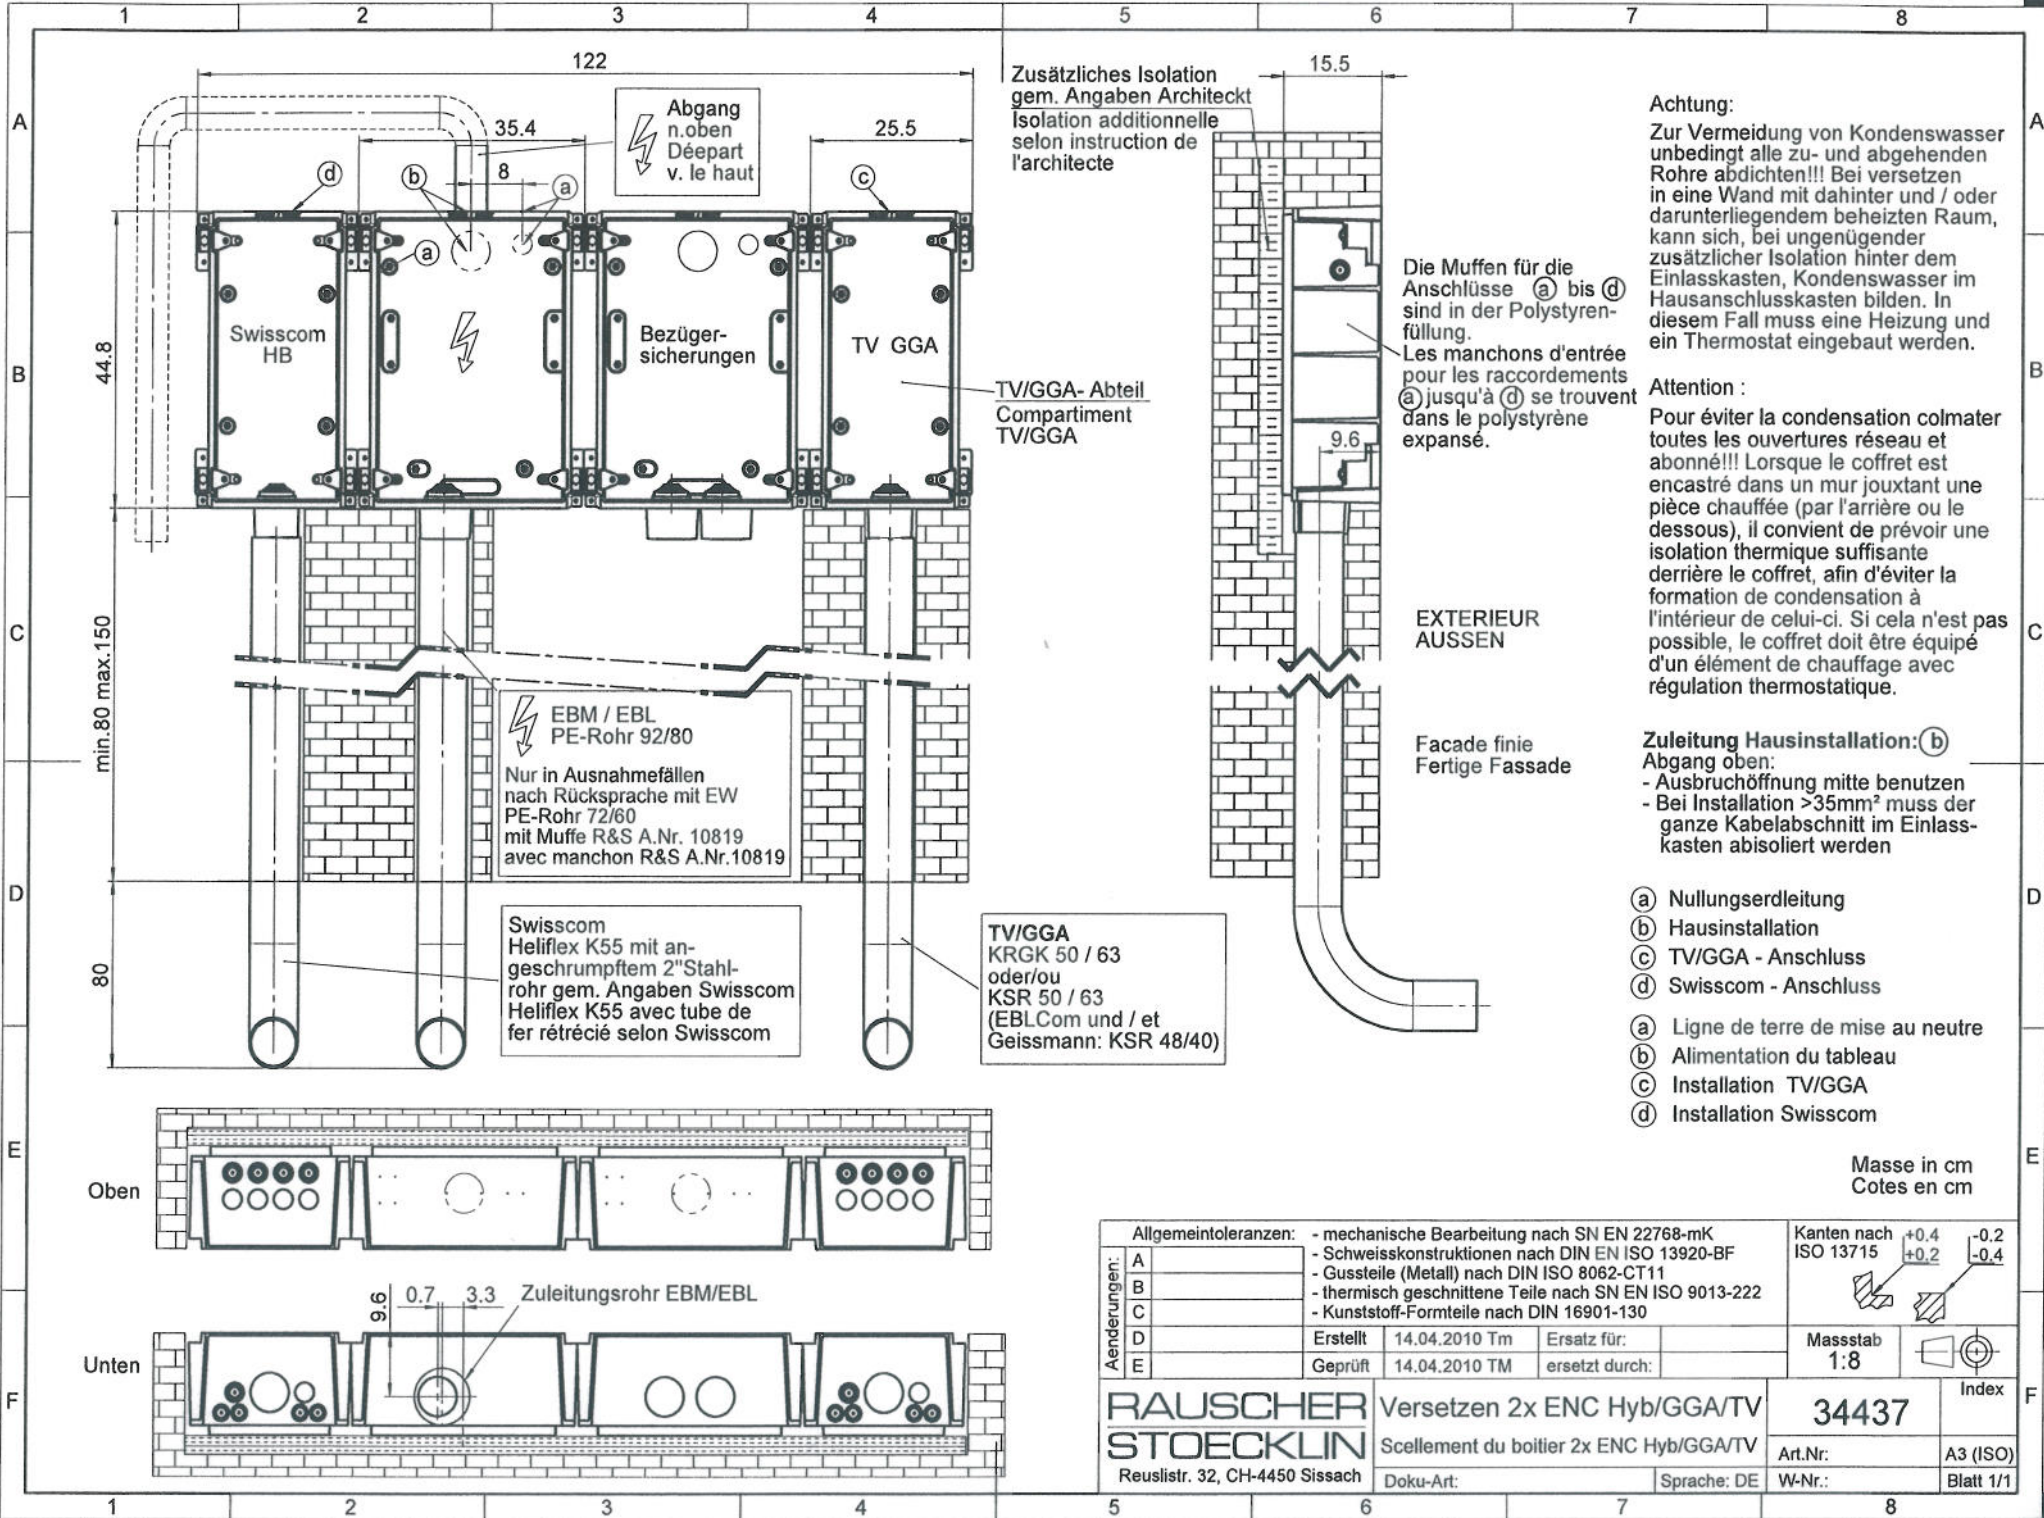 1 2 3 4 5 6 7 8
A
B
C
D
E
F
122
35.4
25.5
8
15.5
Abgang
n.oben
Déepart
v. le haut
d
b
a
c
a
Swisscom
HB
Bezüger-
sicherungen
TV GGA
TV/GGA- Abteil
Compartiment
TV/GGA
44.8
min.80 max.150
80
Zusätzliches Isolation
gem. Angaben Architeckt
Isolation additionnelle
selon instruction de
l'architecte
Die Muffen für die
Anschlüsse a bis d
sind in der Polystyren-
füllung.
Les manchons d'entrée
pour les raccordements
a jusqu'à d se trouvent
dans le polystyrène
expansé.
9.6
EXTERIEUR
AUSSEN
Facade finie
Fertige Fassade
EBM / EBL
PE-Rohr 92/80
Nur in Ausnahmefällen
nach Rücksprache mit EW
PE-Rohr 72/60
mit Muffe R&S A.Nr. 10819
avec manchon R&S A.Nr.10819
Swisscom
Heliflex K55 mit an-
geschrumpftem 2"Stahl-
rohr gem. Angaben Swisscom
Heliflex K55 avec tube de
fer rétrécié selon Swisscom
TV/GGA
KRGK 50 / 63
oder/ou
KSR 50 / 63
(EBLCom und / et
Geissmann: KSR 48/40)
Achtung:
Zur Vermeidung von Kondenswasser
unbedingt alle zu- und abgehenden
Rohre abdichten!!! Bei versetzen
in eine Wand mit dahinter und / oder
darunterliegendem beheizten Raum,
kann sich, bei ungenügender
zusätzlicher Isolation hinter dem
Einlasskasten, Kondenswasser im
Hausanschlusskasten bilden. In
diesem Fall muss eine Heizung und
ein Thermostat eingebaut werden.
Attention :
Pour éviter la condensation colmater
toutes les ouvertures réseau et
abonné!!! Lorsque le coffret est
encastré dans un mur jouxtant une
pièce chauffée (par l'arrière ou le
dessous), il convient de prévoir une
isolation thermique suffisante
derrière le coffret, afin d'éviter la
formation de condensation à
l'intérieur de celui-ci. Si cela n'est pas
possible, le coffret doit être équipé
d'un élément de chauffage avec
régulation thermostatique.
Zuleitung Hausinstallation: b
Abgang oben:
- Ausbruchöffnung mitte benutzen
- Bei Installation >35mm² muss der
ganze Kabelabschnitt im Einlass-
kasten abisoliert werden
a Nullungserdleitung
b Hausinstallation
c TV/GGA - Anschluss
d Swisscom - Anschluss
a Ligne de terre de mise au neutre
b Alimentation du tableau
c Installation TV/GGA
d Installation Swisscom
Masse in cm
Cotes en cm
Oben
Unten
9.6
0.7 3.3
Zuleitungsrohr EBM/EBL
Allgemeintoleranzen:
- mechanische Bearbeitung nach SN EN 22768-mK
- Schweisskonstruktionen nach DIN EN ISO 13920-BF
- Gussteile (Metall) nach DIN ISO 8062-CT11
- thermisch geschnittene Teile nach SN EN ISO 9013-222
- Kunststoff-Formteile nach DIN 16901-130
Kanten nach
ISO 13715
+0.4
+0.2
-0.2
-0.4
Aenderungen:
A
B
C
D
E
Erstellt 14.04.2010 Tm Ersatz für:
Geprüft 14.04.2010 TM ersetzt durch:
Massstab
1:8
RAUSCHER
STOECKLIN
Reuslistr. 32, CH-4450 Sissach
Versetzen 2x ENC Hyb/GGA/TV
Scellement du boitier 2x ENC Hyb/GGA/TV
Doku-Art: Sprache: DE
34437
Index
Art.Nr: A3 (ISO)
W-Nr.: Blatt 1/1
A
B
C
D
E
F
1 2 3 4 5 6 7 8